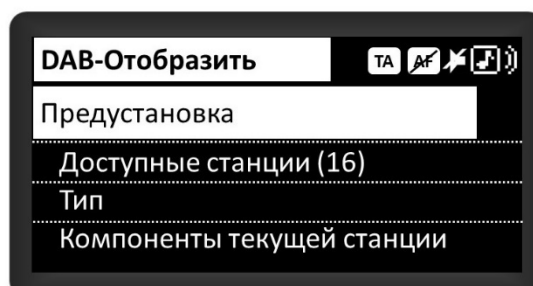 DAB-Отобразить TA AF
Предустановка
Доступные станции (16)
Тип
Компоненты текущей станции